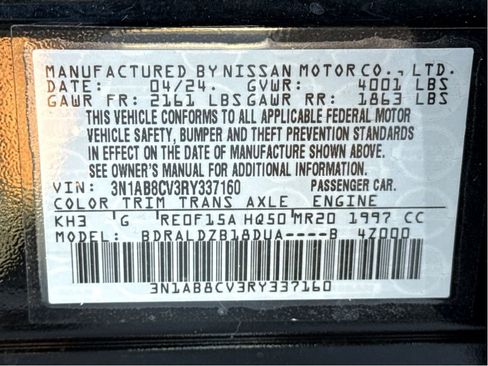 MANUFACTURED BY NISSAN MOTOR CO., LTD.
DATE: 04/24. GVWR: 4001 LBS
GAWR FR: 2161 LBS GAWR RR: 1863 LBS
THIS VEHICLE CONFORMS TO ALL APPLICABLE FEDERAL MOTOR
VEHICLE SAFETY, BUMPER AND THEFT PREVENTION STANDARDS
IN EFFECT ON THE DATE OF MANUFACTURE SHOWN ABOVE.
SEE OWNER'S MANUAL FOR ADDITIONAL INFORMATION.
VIN: 3N1AB8CV3RY337160 PASSENGER CAR.
COLOR TRIM TRANS AXLE ENGINE
KH3 G RE0F15A HQ50 MR20 1997 CC
MODEL: BDRALDZB18DUA----B 4Z000
3N1AB8CV3RY337160